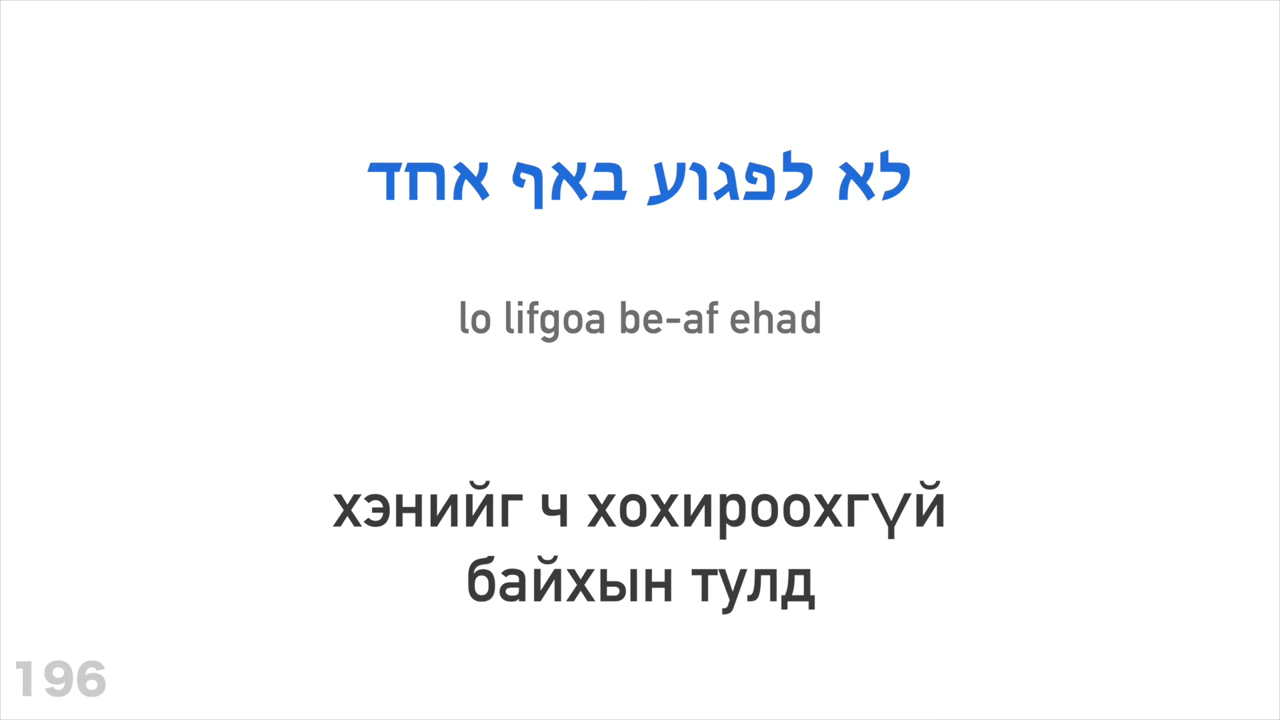 לא לפגוע באף אחד
lo lifgoa be-af ehad
хэнийг ч хохироохгүй
байхын тулд
196